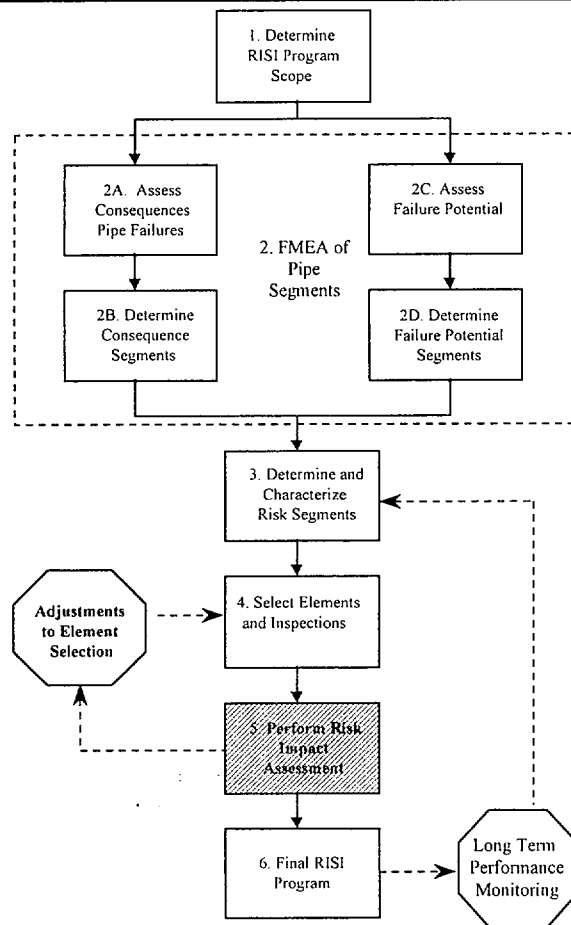 1. Determine
RISI Program
Scope
2A. Assess
Consequences
Pipe Failures
2C. Assess
Failure Potential
2. FMEA of
Pipe
Segments
2B. Determine
Consequence
Segments
2D. Determine
Failure Potential
Segments
3. Determine and
Characterize
Risk Segments
Adjustments
to Element
Selection
4. Select Elements
and Inspections
5. Perform Risk
Impact
Assessment
6. Final RISI
Program
Long Term
Performance
Monitoring